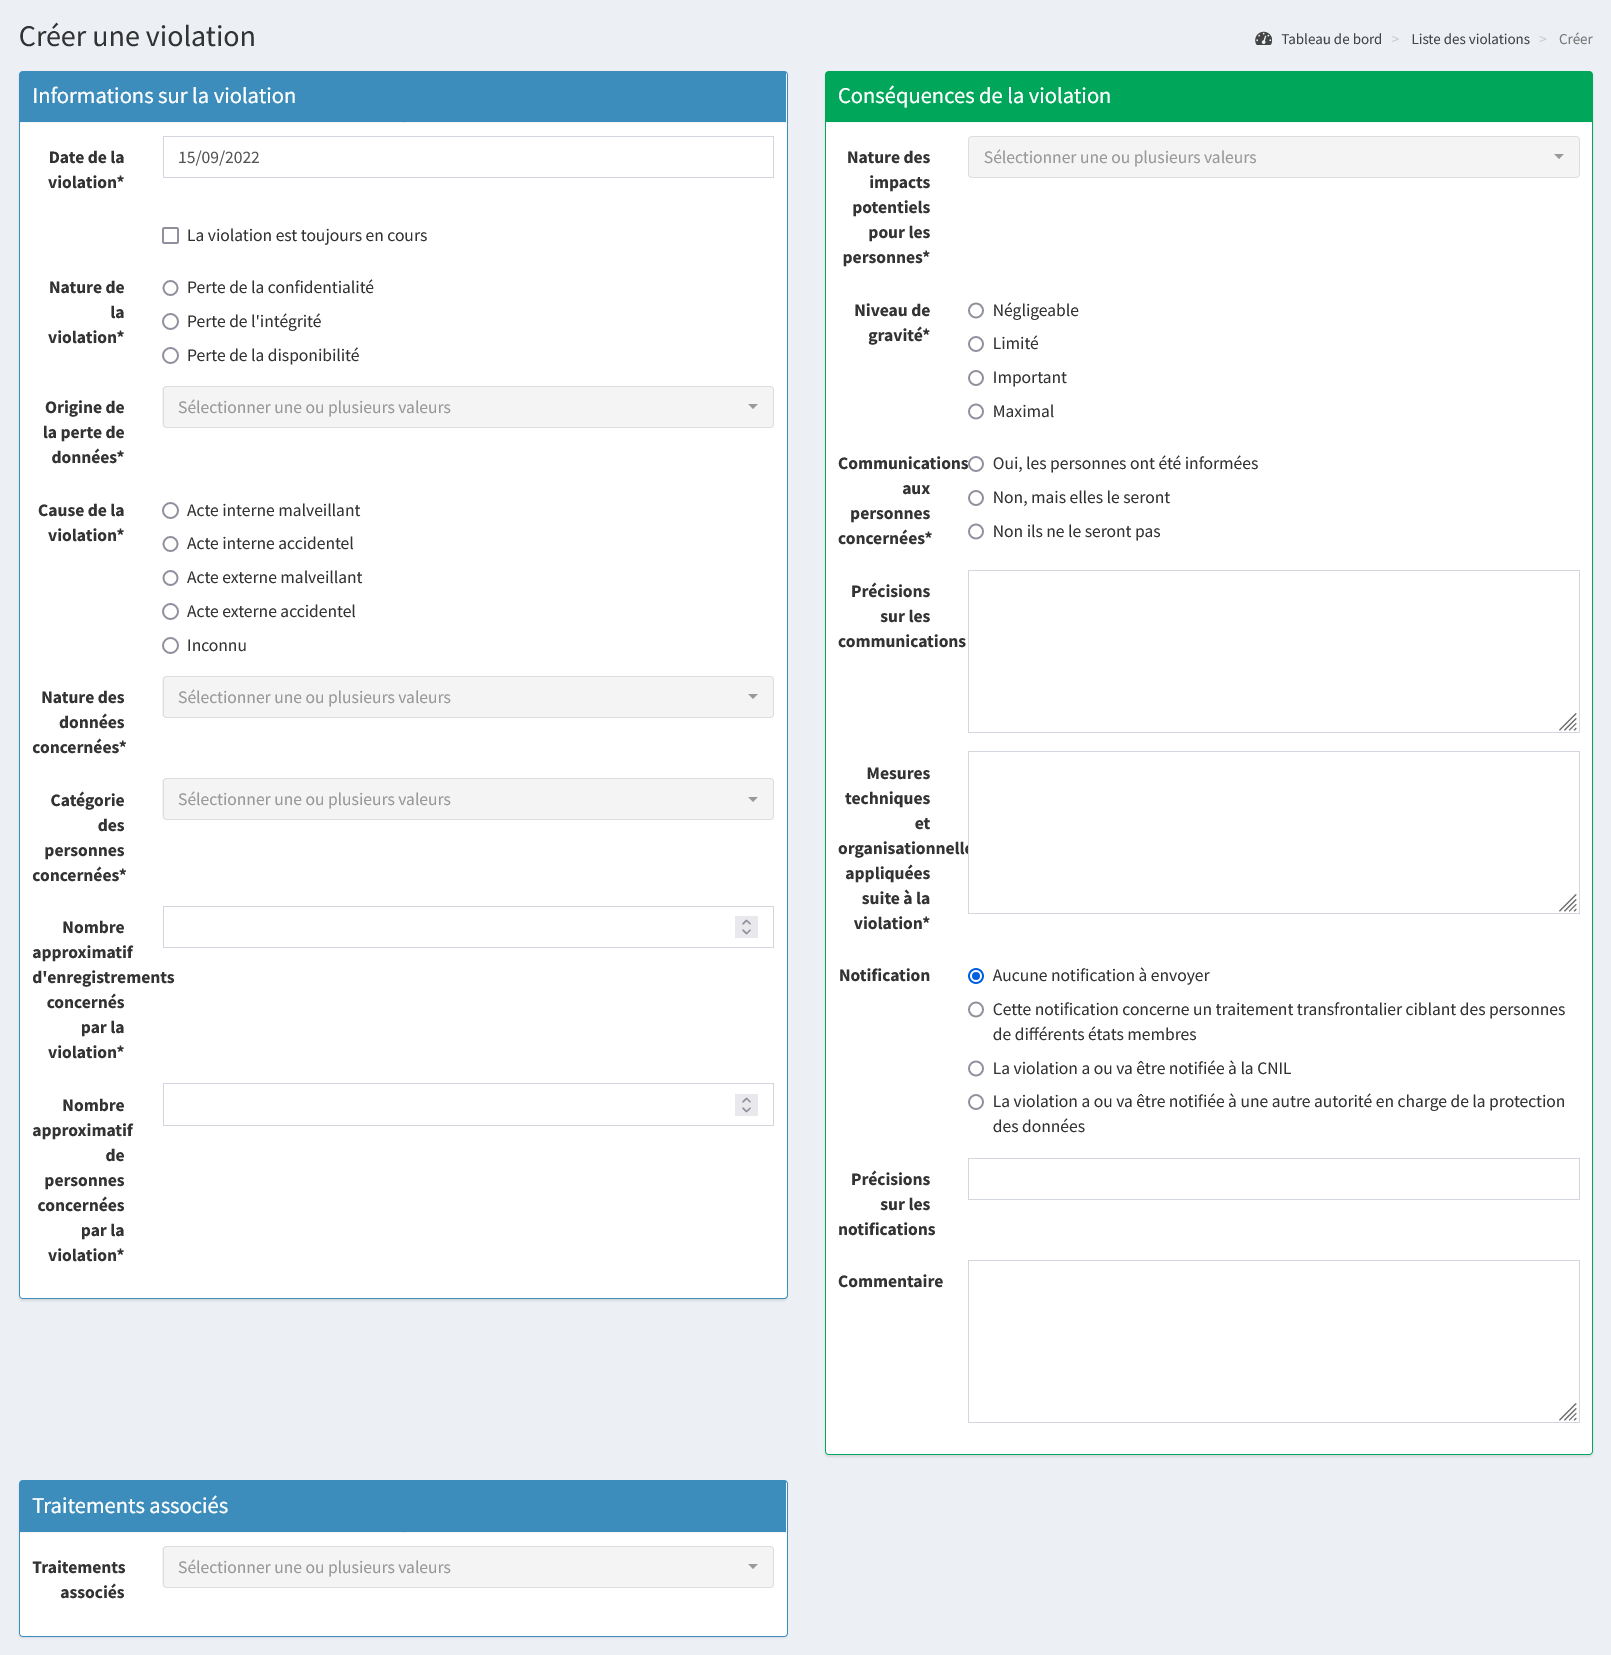 Créer une violation
Tableau de bord > Liste des violations > Créer
Informations sur la violation
Date de la
violation*
15/09/2022
La violation est toujours en cours
Nature de
la
violation*
Perte de la confidentialité
Perte de l'intégrité
Perte de la disponibilité
Origine de
la perte de
données*
Sélectionner une ou plusieurs valeurs
Cause de la
violation*
Acte interne malveillant
Acte interne accidentel
Acte externe malveillant
Acte externe accidentel
Inconnu
Nature des
données
concernées*
Sélectionner une ou plusieurs valeurs
Catégorie
des
personnes
concernées*
Sélectionner une ou plusieurs valeurs
Nombre
approximatif
d'enregistrements
concernés
par la
violation*
Nombre
approximatif
de
personnes
concernées
par la
violation*
Conséquences de la violation
Nature des
impacts
potentiels
pour les
personnes*
Sélectionner une ou plusieurs valeurs
Niveau de
gravité*
Négligeable
Limité
Important
Maximal
Communications
aux
personnes
concernées*
Oui, les personnes ont été informées
Non, mais elles le seront
Non ils ne le seront pas
Précisions
sur les
communications
Mesures
techniques
et
organisationnelle
appliquées
suite à la
violation*
Notification
Aucune notification à envoyer
Cette notification concerne un traitement transfrontalier ciblant des personnes
de différents états membres
La violation a ou va être notifiée à la CNIL
La violation a ou va être notifiée à une autre autorité en charge de la protection
des données
Précisions
sur les
notifications
Commentaire
Traitements associés
Traitements
associés
Sélectionner une ou plusieurs valeurs